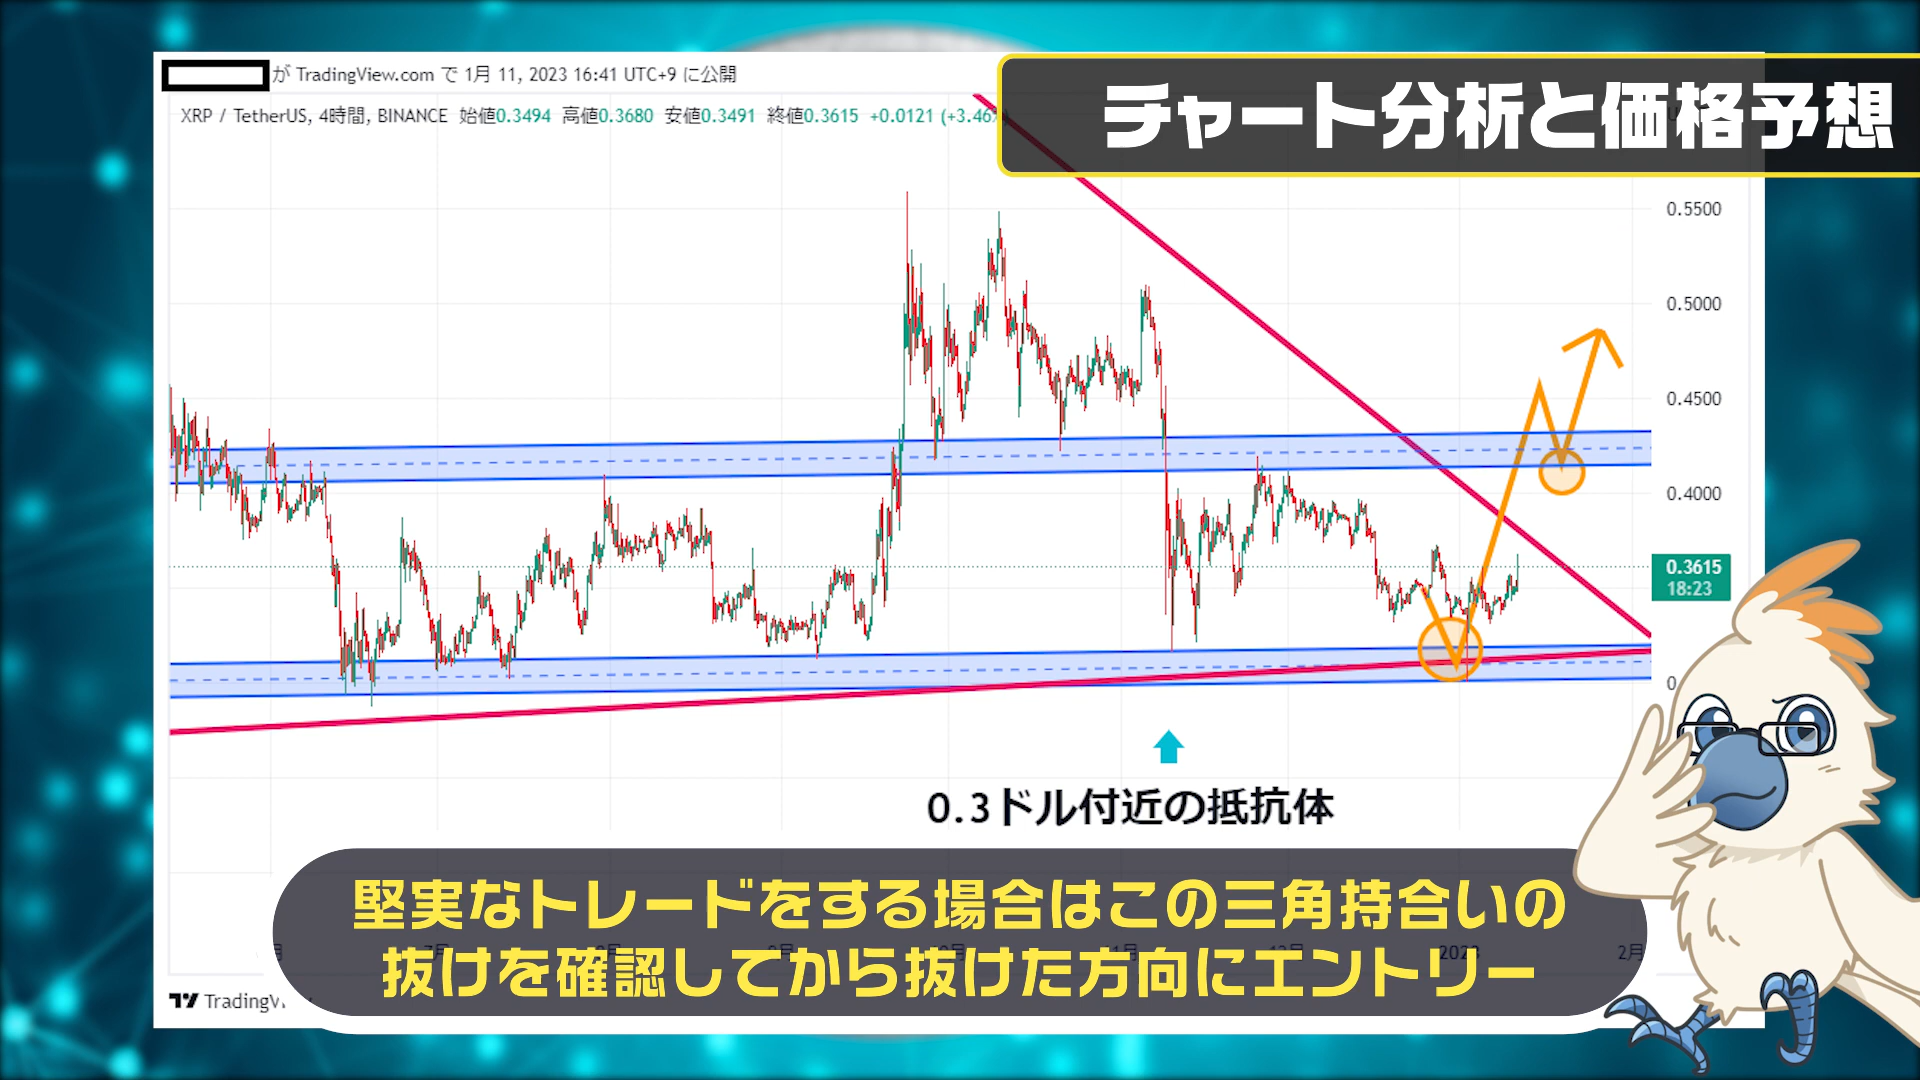 が TradingView.com で 1月 11, 2023 16:41 UTC+9 に公開
チャート分析と価格予想
XRP / TetherUS, 4時間, BINANCE 始値0.3494 高値0.3680 安値0.3491 終値0.3615 +0.0121 (+3.46%
0.5500
0.5000
0.4500
0.4000
0.3615
18:23
0.3ドル付近の抵抗体
堅実なトレードをする場合はこの三角持合いの
抜けを確認してから抜けた方向にエントリー
2023
2月
TradingV